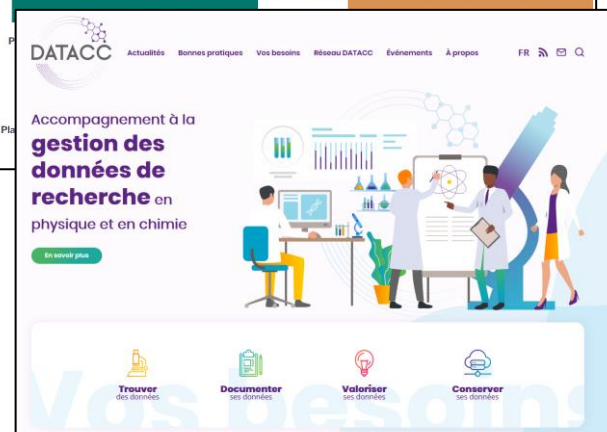 P
Pla
DATACC
Actualités Bonnes pratiques Vos besoins Réseau DATACC Événements À propos FR
Accompagnement à la
gestion des
données de
recherche en
physique et en chimie
En savoir plus
Vos besoins
Trouver
des données
Documenter
ses données
Valoriser
ses données
Conserver
ses données